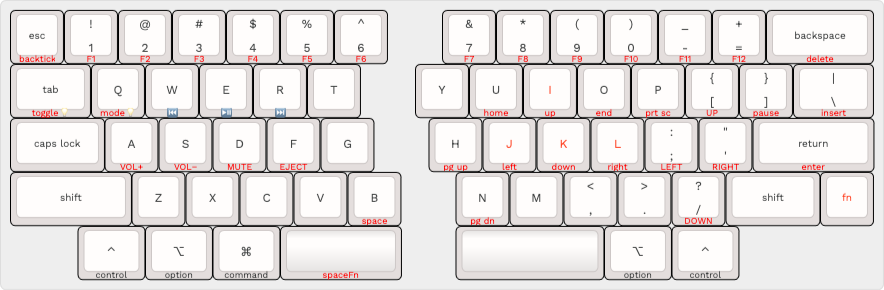 esc ! @ # $ % ^ & * ( ) _ + backspace
1 2 3 4 5 6 7 8 9 0 - =
backtick F1 F2 F3 F4 F5 F6 F7 F8 F9 F10 F11 F12 delete
tab Q W E R T Y U I O P { } |
[ ] \
toggle💡 mode💡 ⏮ ⏯ ⏭ home up end prt sc UP pause insert
caps lock A S D F G H J K L : " return
; '
VOL+ VOL− MUTE EJECT pg up left down right LEFT RIGHT enter
shift Z X C V B N M < > ? shift fn
, . /
space pg dn DOWN
^ ⌥ ⌘ ⌥ ^
control option command spaceFn option control